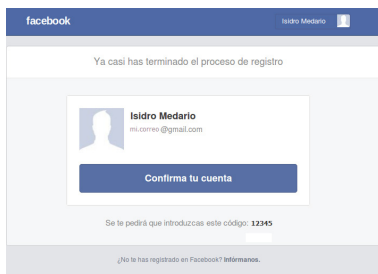 facebook
Isidro Medario
Ya casi has terminado el proceso de registro
Isidro Medario
mi.correo @gmail.com
Confirma tu cuenta
Se te pedirá que introduzcas este código: 12345
¿No te has registrado en Facebook? Infórmanos.